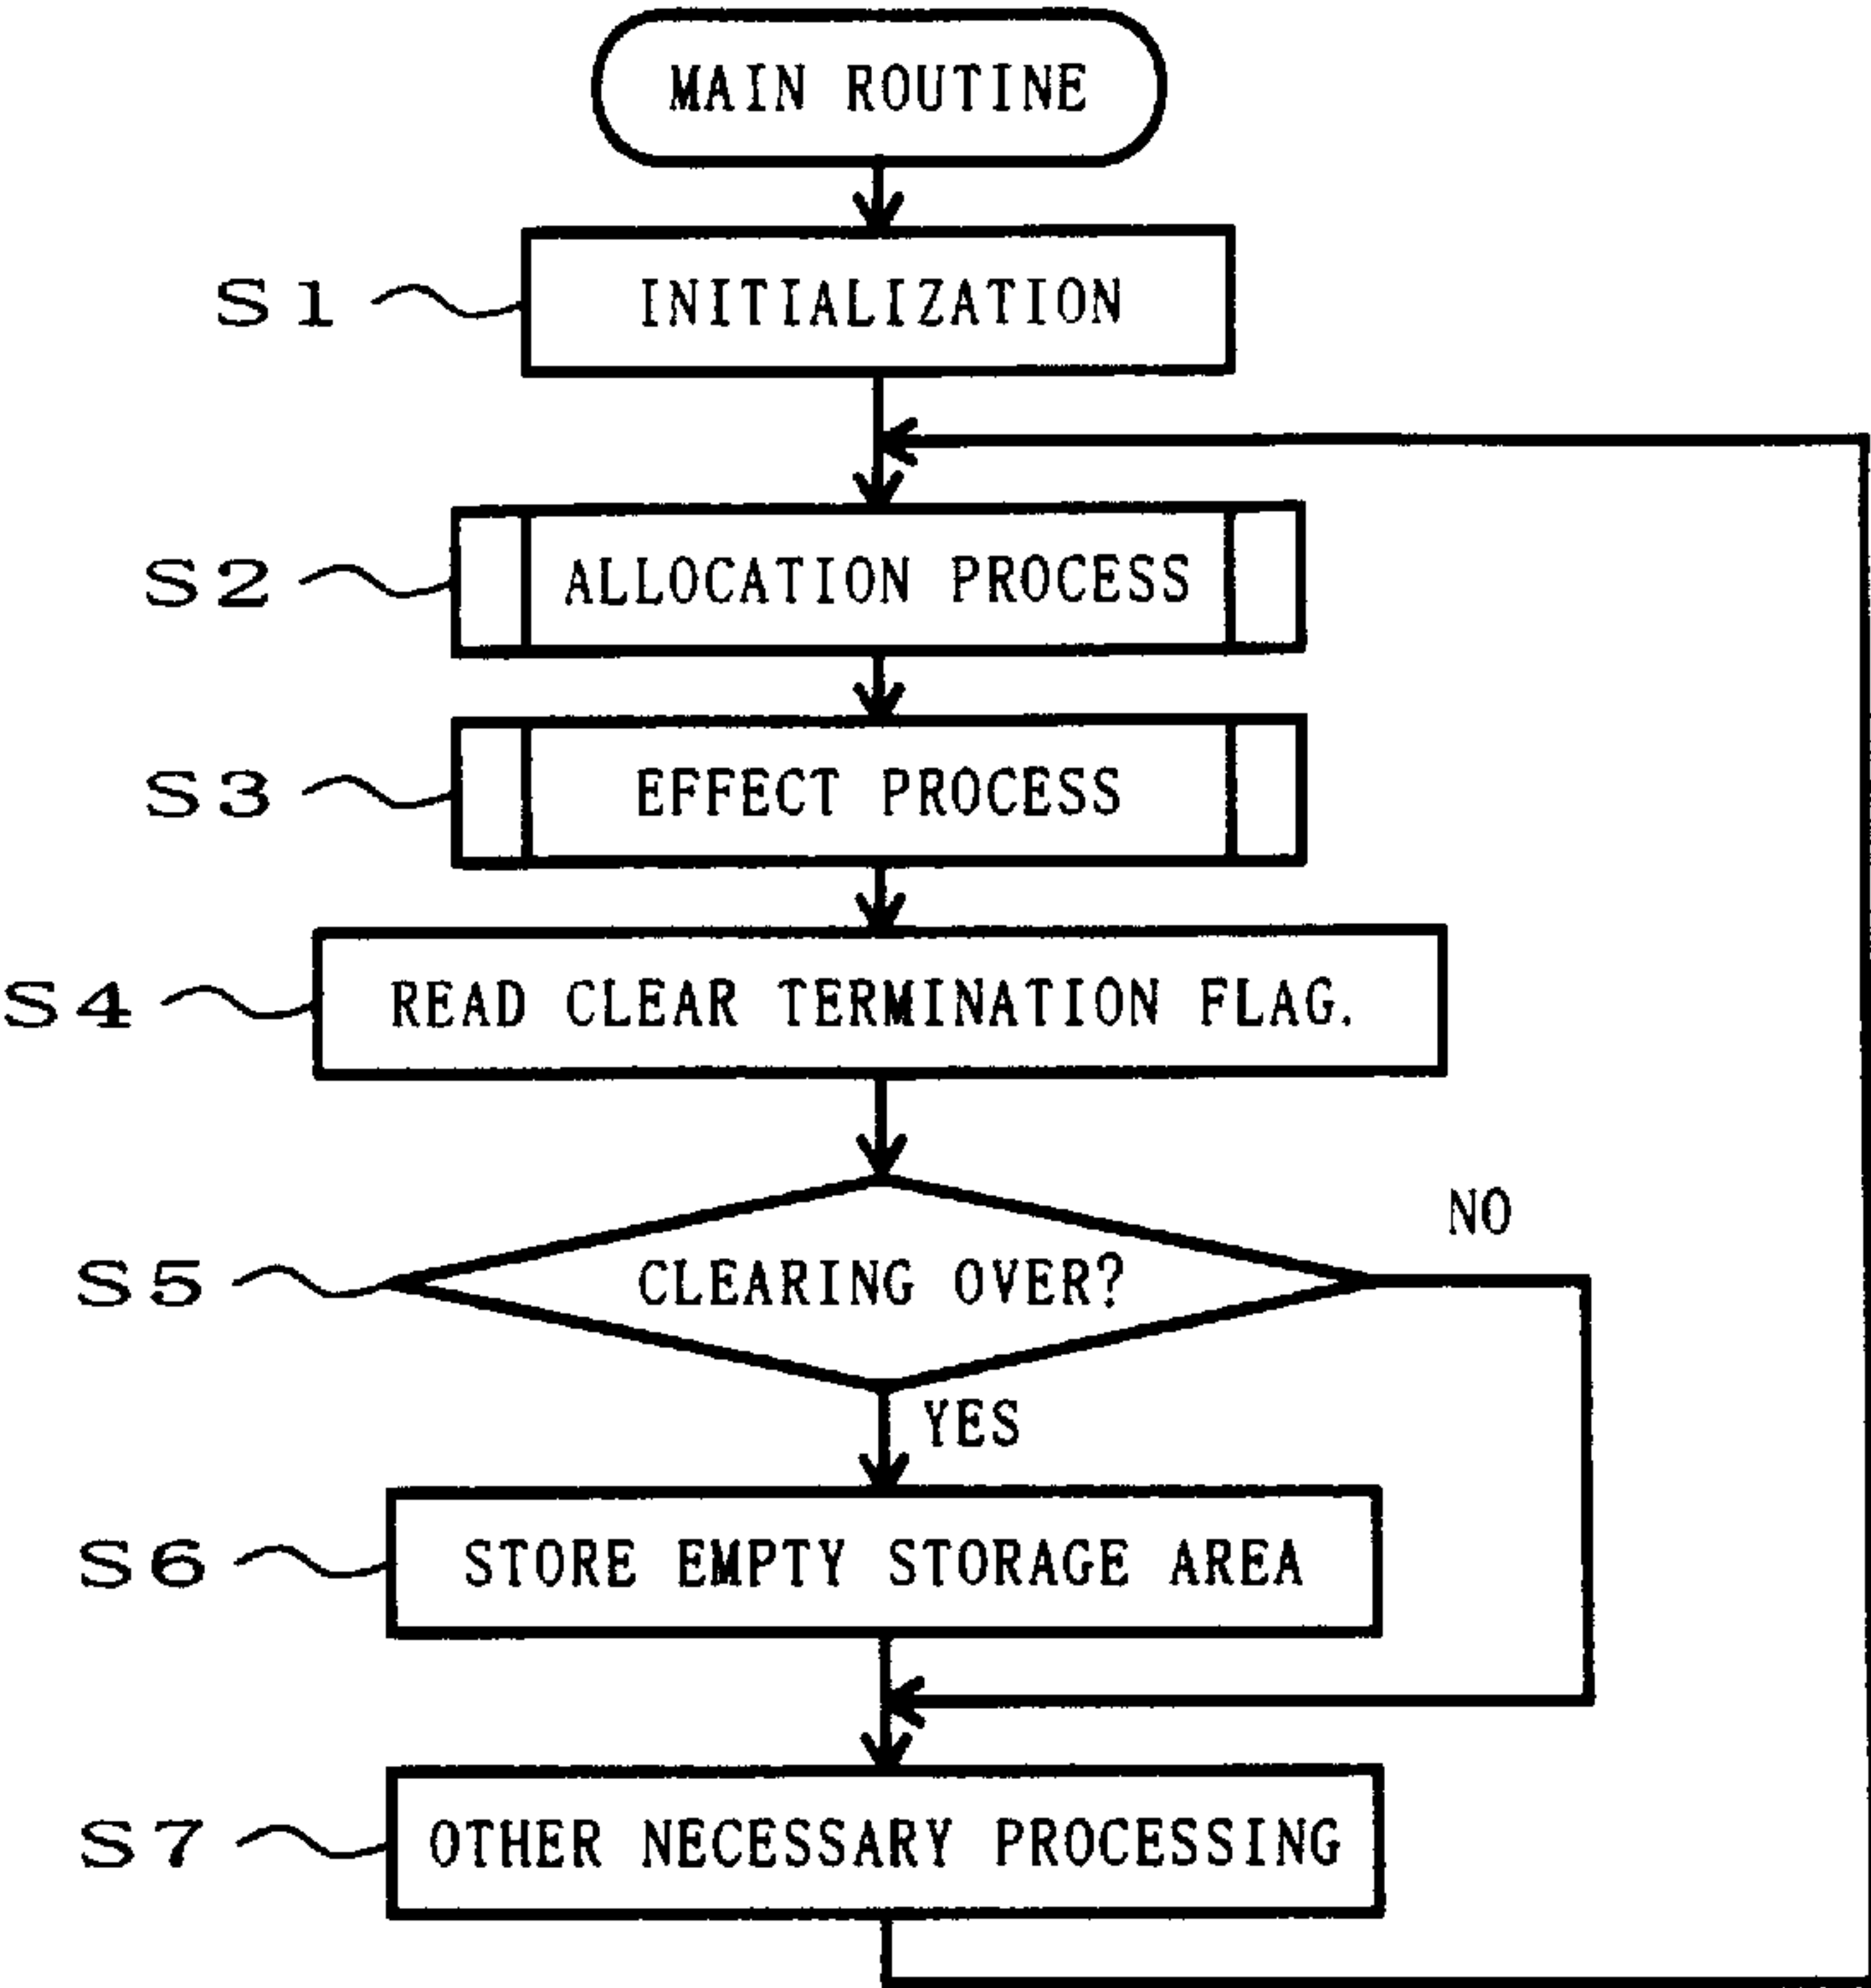 MAIN ROUTINE
S1 INITIALIZATION
S2 ALLOCATION PROCESS
S3 EFFECT PROCESS
S4 READ CLEAR TERMINATION FLAG.
NO
S5 CLEARING OVER?
YES
S6 STORE EMPTY STORAGE AREA
S7 OTHER NECESSARY PROCESSING